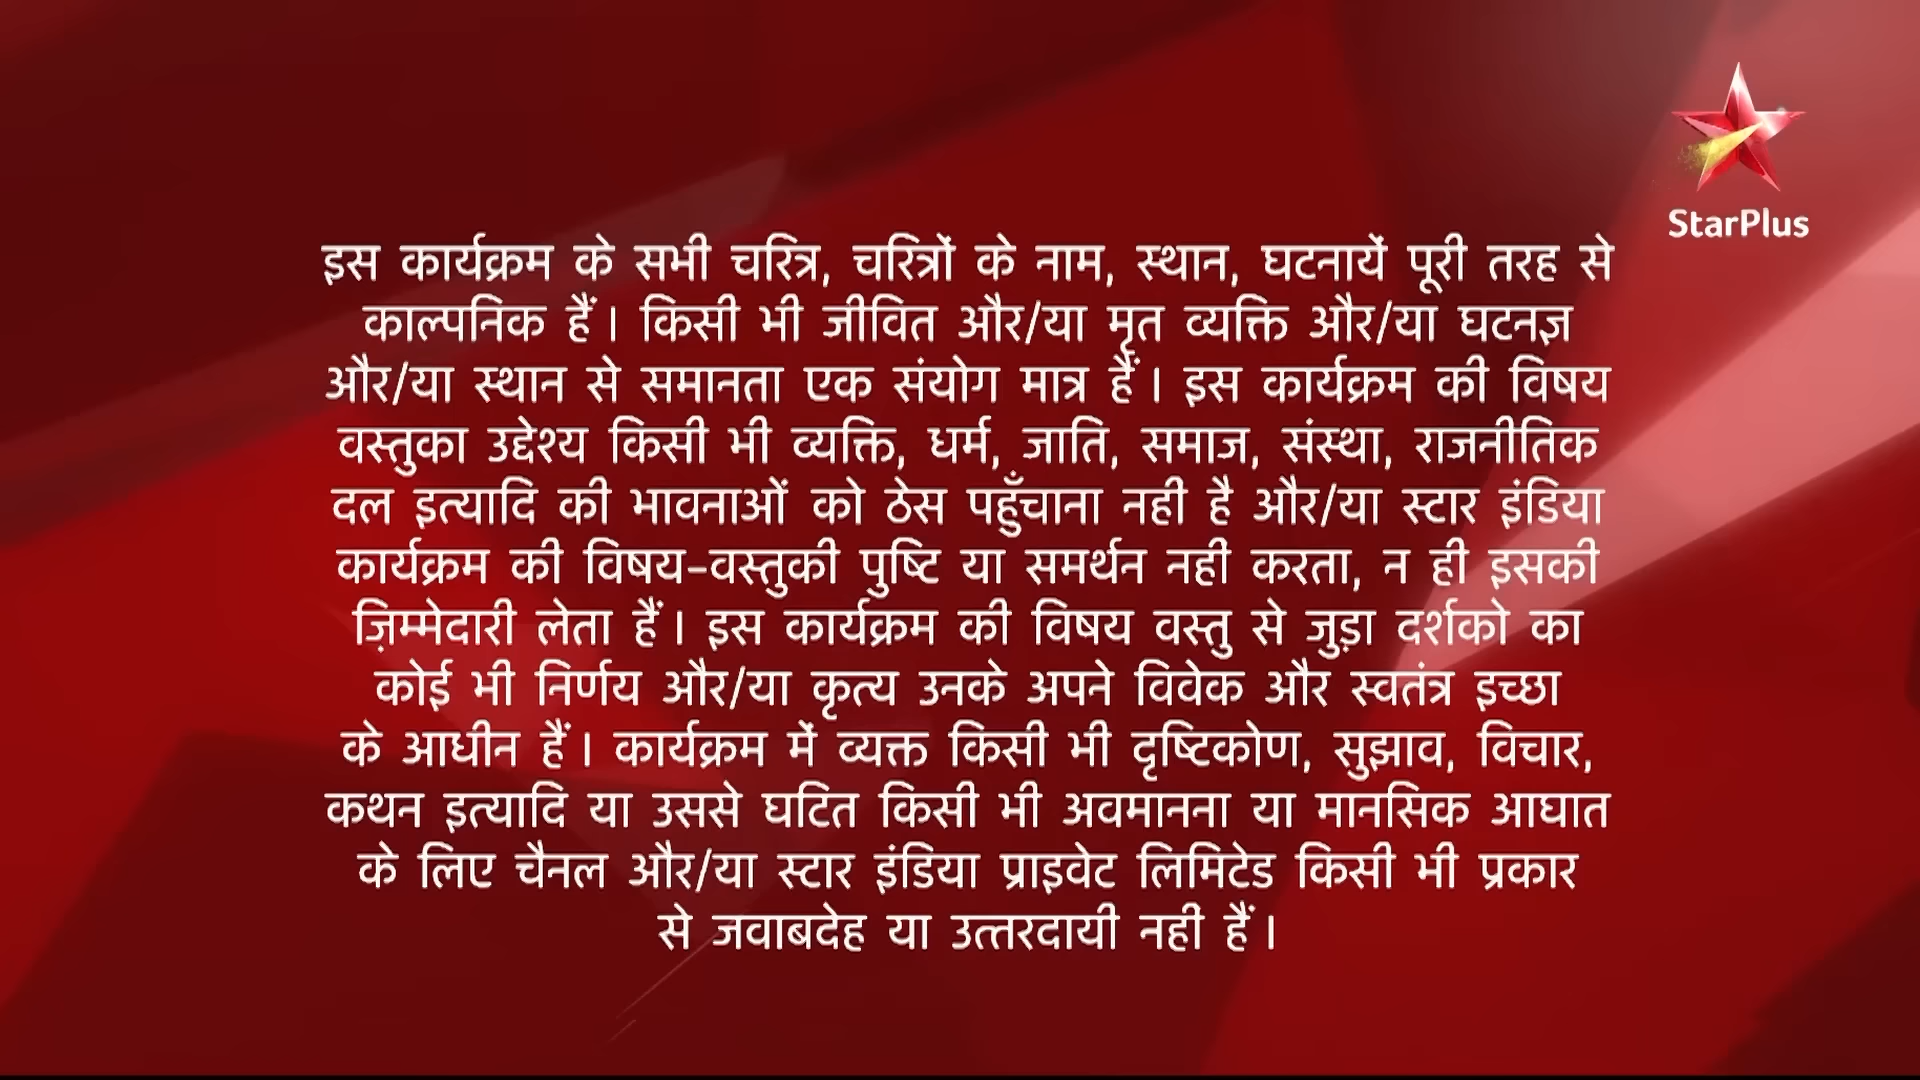 StarPlus
इस कार्यक्रम के सभी चरित्र, चरित्रों के नाम, स्थान, घटनायें पूरी तरह से
काल्पनिक हैं। किसी भी जीवित और/या मृत व्यक्ति और/या घटनज्ञ
और/या स्थान से समानता एक संयोग मात्र हैं। इस कार्यक्रम की विषय
वस्तुका उद्देश्य किसी भी व्यक्ति, धर्म, जाति, समाज, संस्था, राजनीतिक
दल इत्यादि की भावनाओं को ठेस पहुँचाना नही है और/या स्टार इंडिया
कार्यक्रम की विषय-वस्तुकी पुष्टि या समर्थन नही करता, न ही इसकी
ज़िम्मेदारी लेता हैं। इस कार्यक्रम की विषय वस्तु से जुड़ा दर्शको का
कोई भी निर्णय और/या कृत्य उनके अपने विवेक और स्वतंत्र इच्छा
के आधीन हैं। कार्यक्रम में व्यक्त किसी भी दृष्टिकोण, सुझाव, विचार,
कथन इत्यादि या उससे घटित किसी भी अवमानना या मानसिक आघात
के लिए चैनल और/या स्टार इंडिया प्राइवेट लिमिटेड किसी भी प्रकार
से जवाबदेह या उत्तरदायी नही हैं।